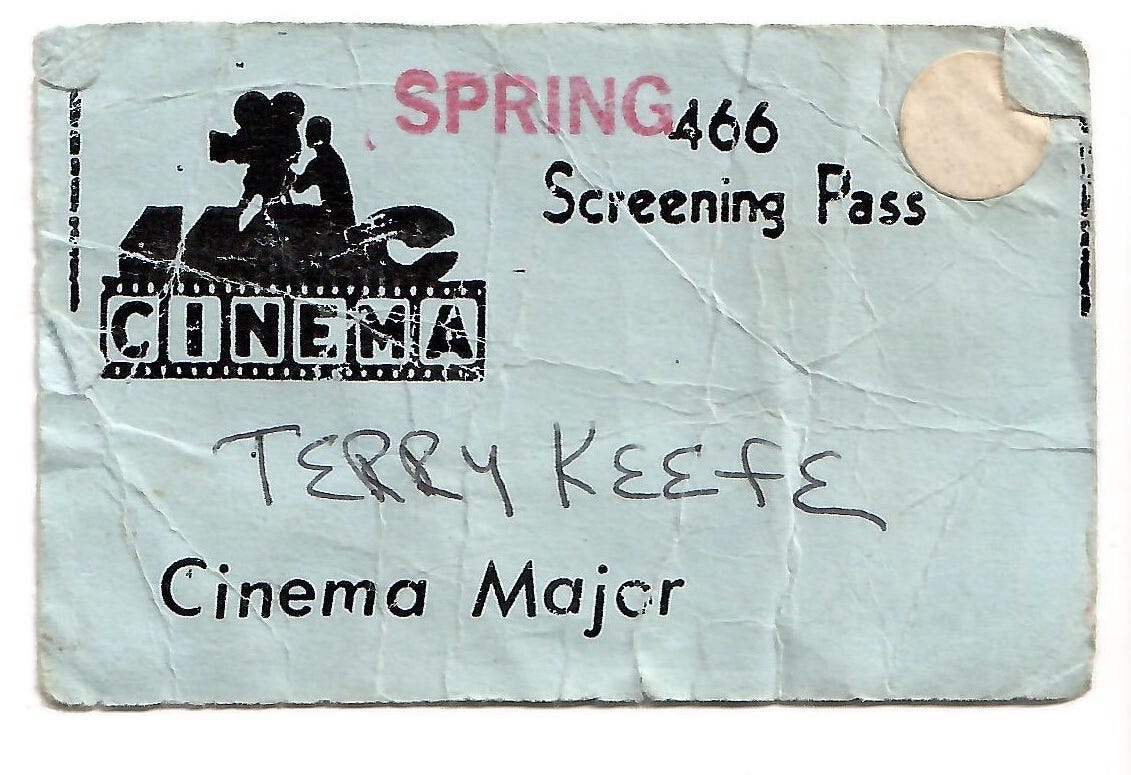 SPRING 466
Screening Pass
CINEMA
TERRY KEEFE
Cinema Major